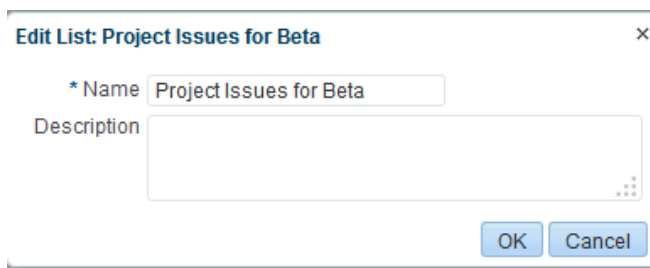 Edit List: Project Issues for Beta ×
* Name Project Issues for Beta
Description
OK Cancel